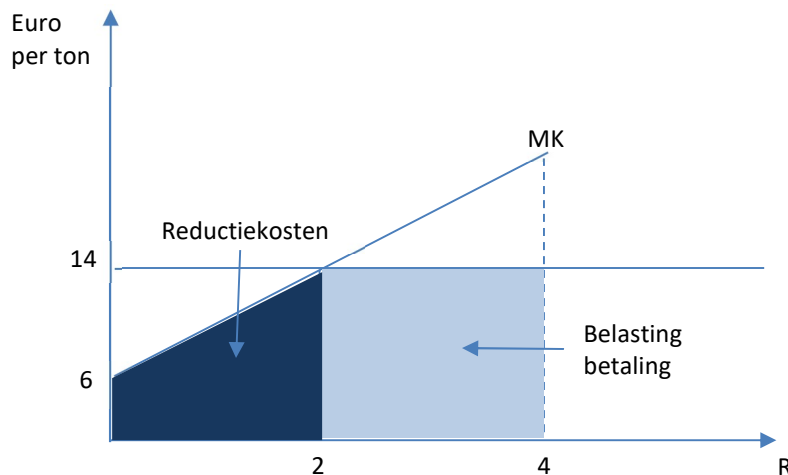 Euro
per ton
MK
Reductiekosten
14
Belasting
betaling
6
2
4
R